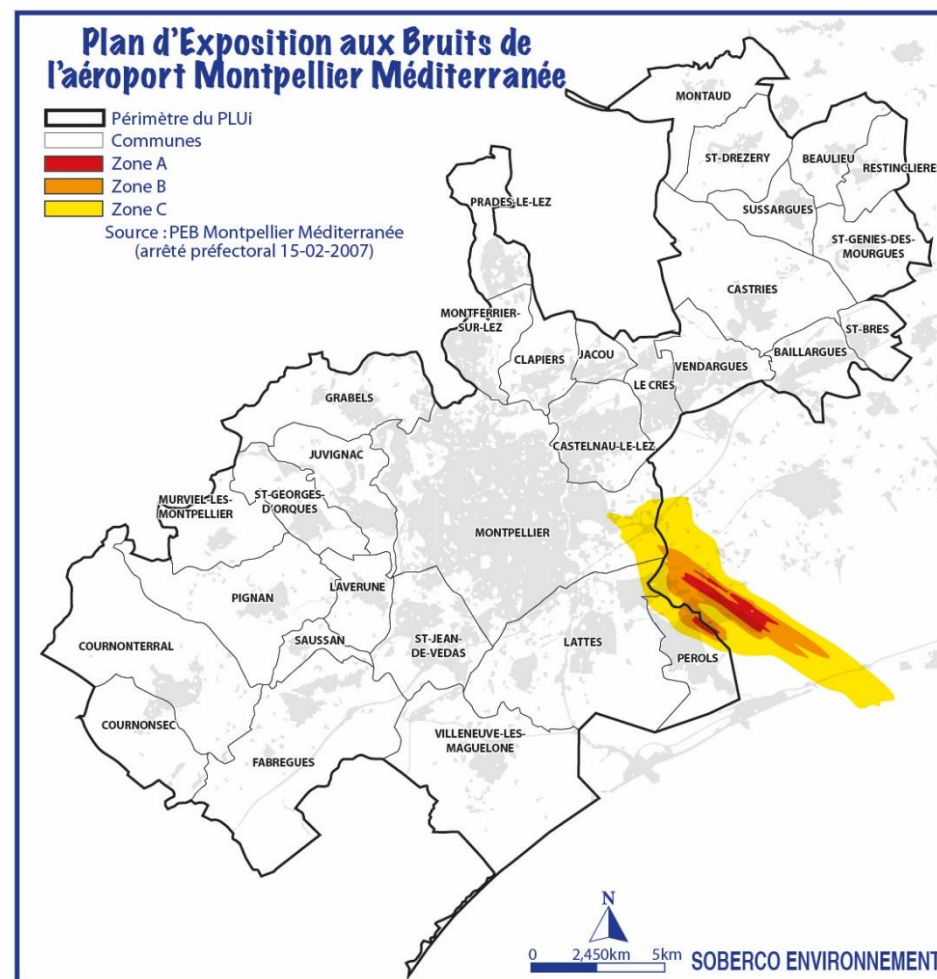 Plan d'Exposition aux Bruits de
l'aéroport Montpellier Méditerranée
Périmètre du PLUi
Communes
Zone A
Zone B
Zone C
Source : PEB Montpellier Méditerranée
(arrêté préfectoral 15-02-2007)
MONTAUD
ST-DREZERY
BEAULIEU
RESTINCLIERE
PRADES-LE-LEZ
SUSSARGUES
ST-GENIES-DES-
MOURGUES
CASTRIES
MONTFERRIER-
SUR-LEZ
ST-BRES
CLAPIERS
JACOU
BAILLARGUES
VENDARGUES
LE CRES
GRABELS
CASTELNAU-LE-LEZ
JUVIGNAC
MURVIEL-LES-
MONTPELLIER
ST-GEORGES-
D'ORQUES
MONTPELLIER
LAVERUNE
PIGNAN
COURNONTERRAL
SAUSSAN
ST-JEAN-
DE-VEDAS
LATTES
PEROLS
COURNONSEC
FABREGUES
VILLENEUVE-LES-
MAGUELONE
N
0 2,450km 5km
SOBERCO ENVIRONNEMENT